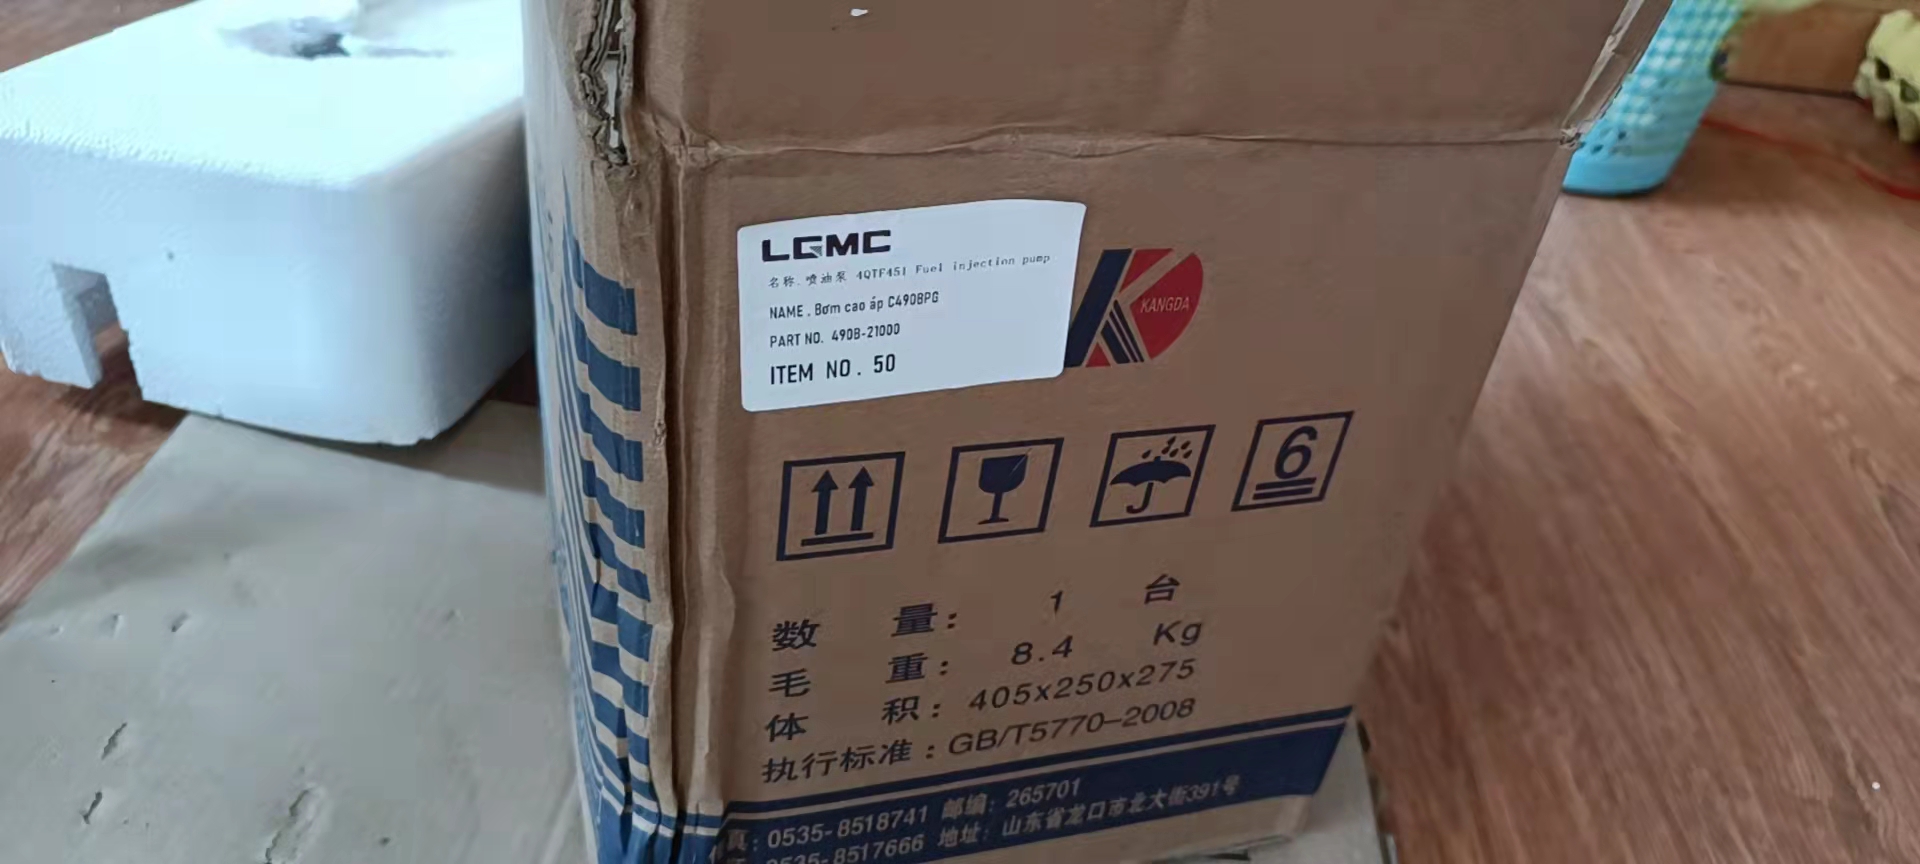 LGMC
名称. 喷油泵 4QTF451 Fuel injection pump
NAME . Bơm cao áp C490BPG
PART NO. 490B-21000
ITEM NO. 50
KANGDA
6
数 量: 1 台
毛 重: 8.4 Kg
体 积: 405x250x275
执行标准: GB/T5770-2008
真: 0535-8518741 邮编: 265701
0535-8517666 地址: 山东省龙口市北大街391号